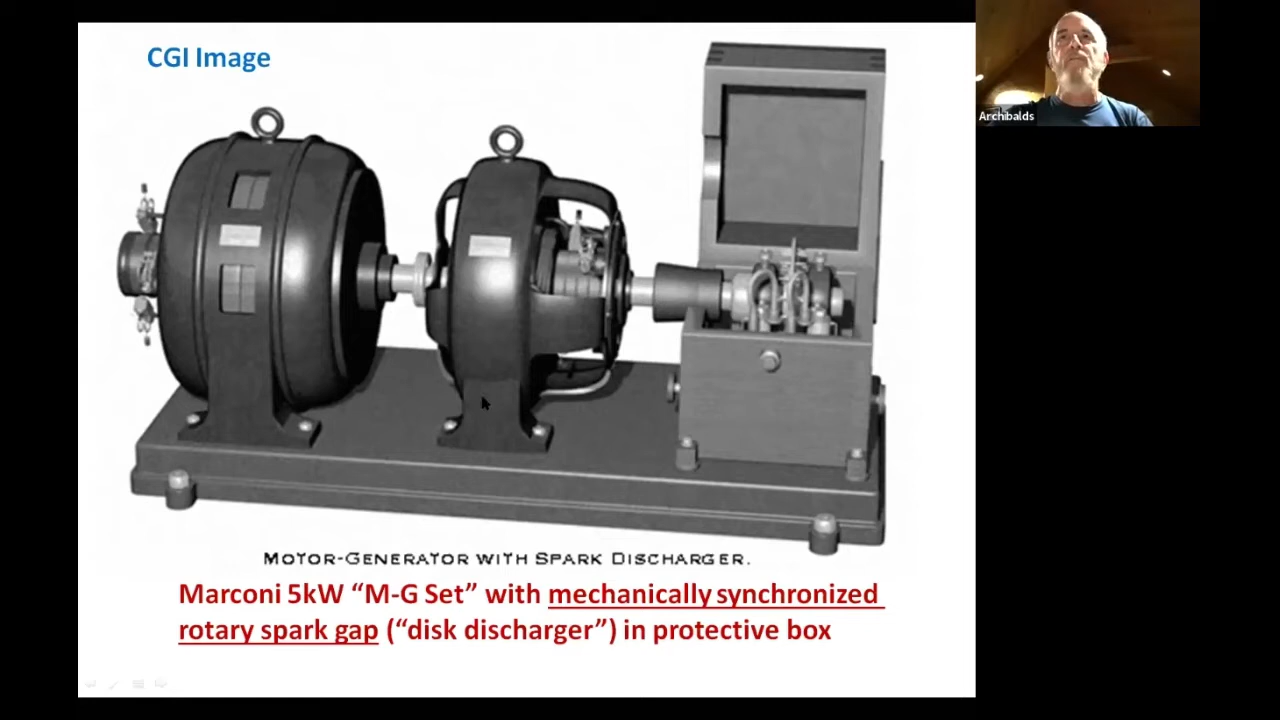 CGI Image
Archibalds
MOTOR-GENERATOR WITH SPARK DISCHARGER.
Marconi 5kW “M-G Set” with mechanically synchronized
rotary spark gap (“disk discharger”) in protective box